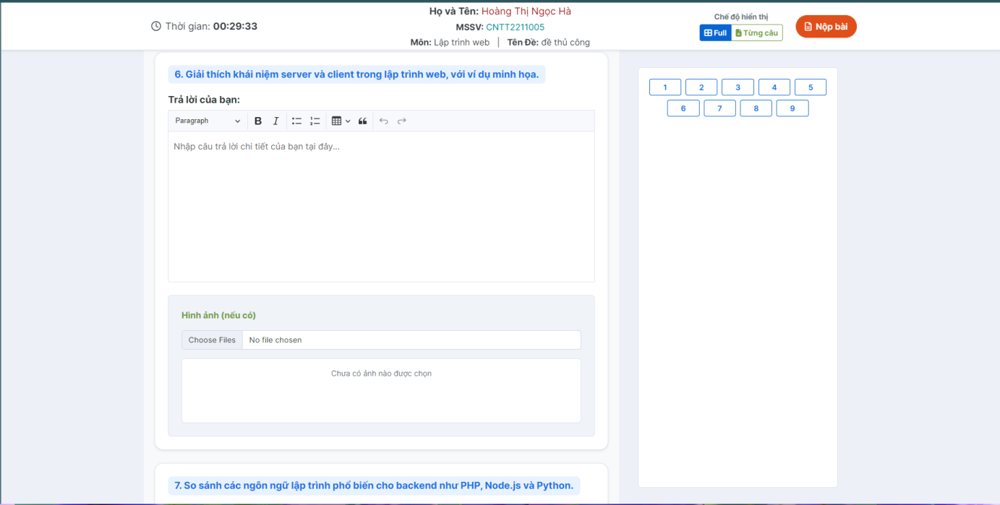 Thời gian: 00:29:33
Họ và Tên: Hoàng Thị Ngọc Hà
MSSV: CNTT2211005
Môn: Lập trình web | Tên Đề: đề thủ công
Chế độ hiển thị
Full Từng câu
Nộp bài
6. Giải thích khái niệm server và client trong lập trình web, với ví dụ minh họa.
Trả lời của bạn:
Paragraph B I
Nhập câu trả lời chi tiết của bạn tại đây...
Hình ảnh (nếu có)
Choose Files No file chosen
Chưa có ảnh nào được chọn
7. So sánh các ngôn ngữ lập trình phổ biến cho backend như PHP, Node.js và Python.
1 2 3 4 5
6 7 8 9